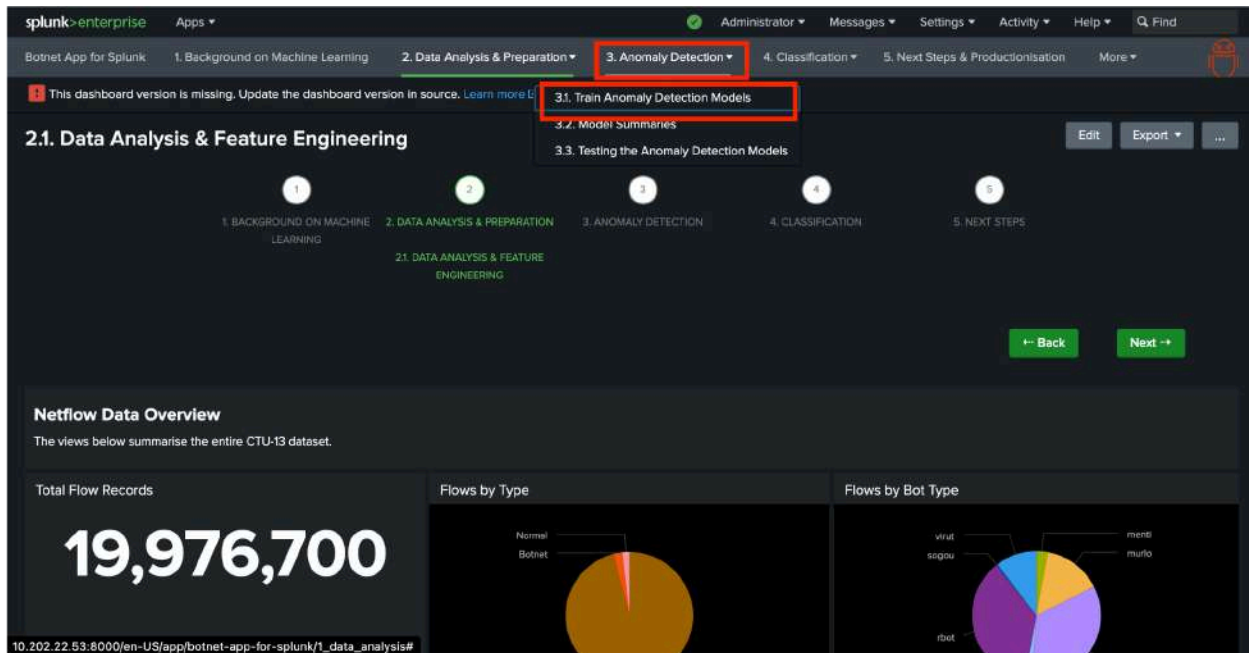 splunk>enterprise Apps Administrator Messages Settings Activity Help Find
Botnet App for Splunk 1. Background on Machine Learning 2. Data Analysis & Preparation 3. Anomaly Detection 4. Classification 5. Next Steps & Productionisation More
This dashboard version is missing. Update the dashboard version in source. Learn more
3.1. Train Anomaly Detection Models
3.2. Model Summaries
3.3. Testing the Anomaly Detection Models
2.1. Data Analysis & Feature Engineering
Edit Export ...
1 2 3 4 5
1. BACKGROUND ON MACHINE
LEARNING
2. DATA ANALYSIS & PREPARATION
2.1. DATA ANALYSIS & FEATURE
ENGINEERING
3. ANOMALY DETECTION
4. CLASSIFICATION
5. NEXT STEPS
← Back Next →
Netflow Data Overview
The views below summarise the entire CTU-13 dataset.
Total Flow Records
19,976,700
Flows by Type
Normal
Botnet
Flows by Bot Type
virut
sogou
rbot
menti
murlo
10.202.22.53:8000/en-US/app/botnet-app-for-splunk/1_data_analysis#